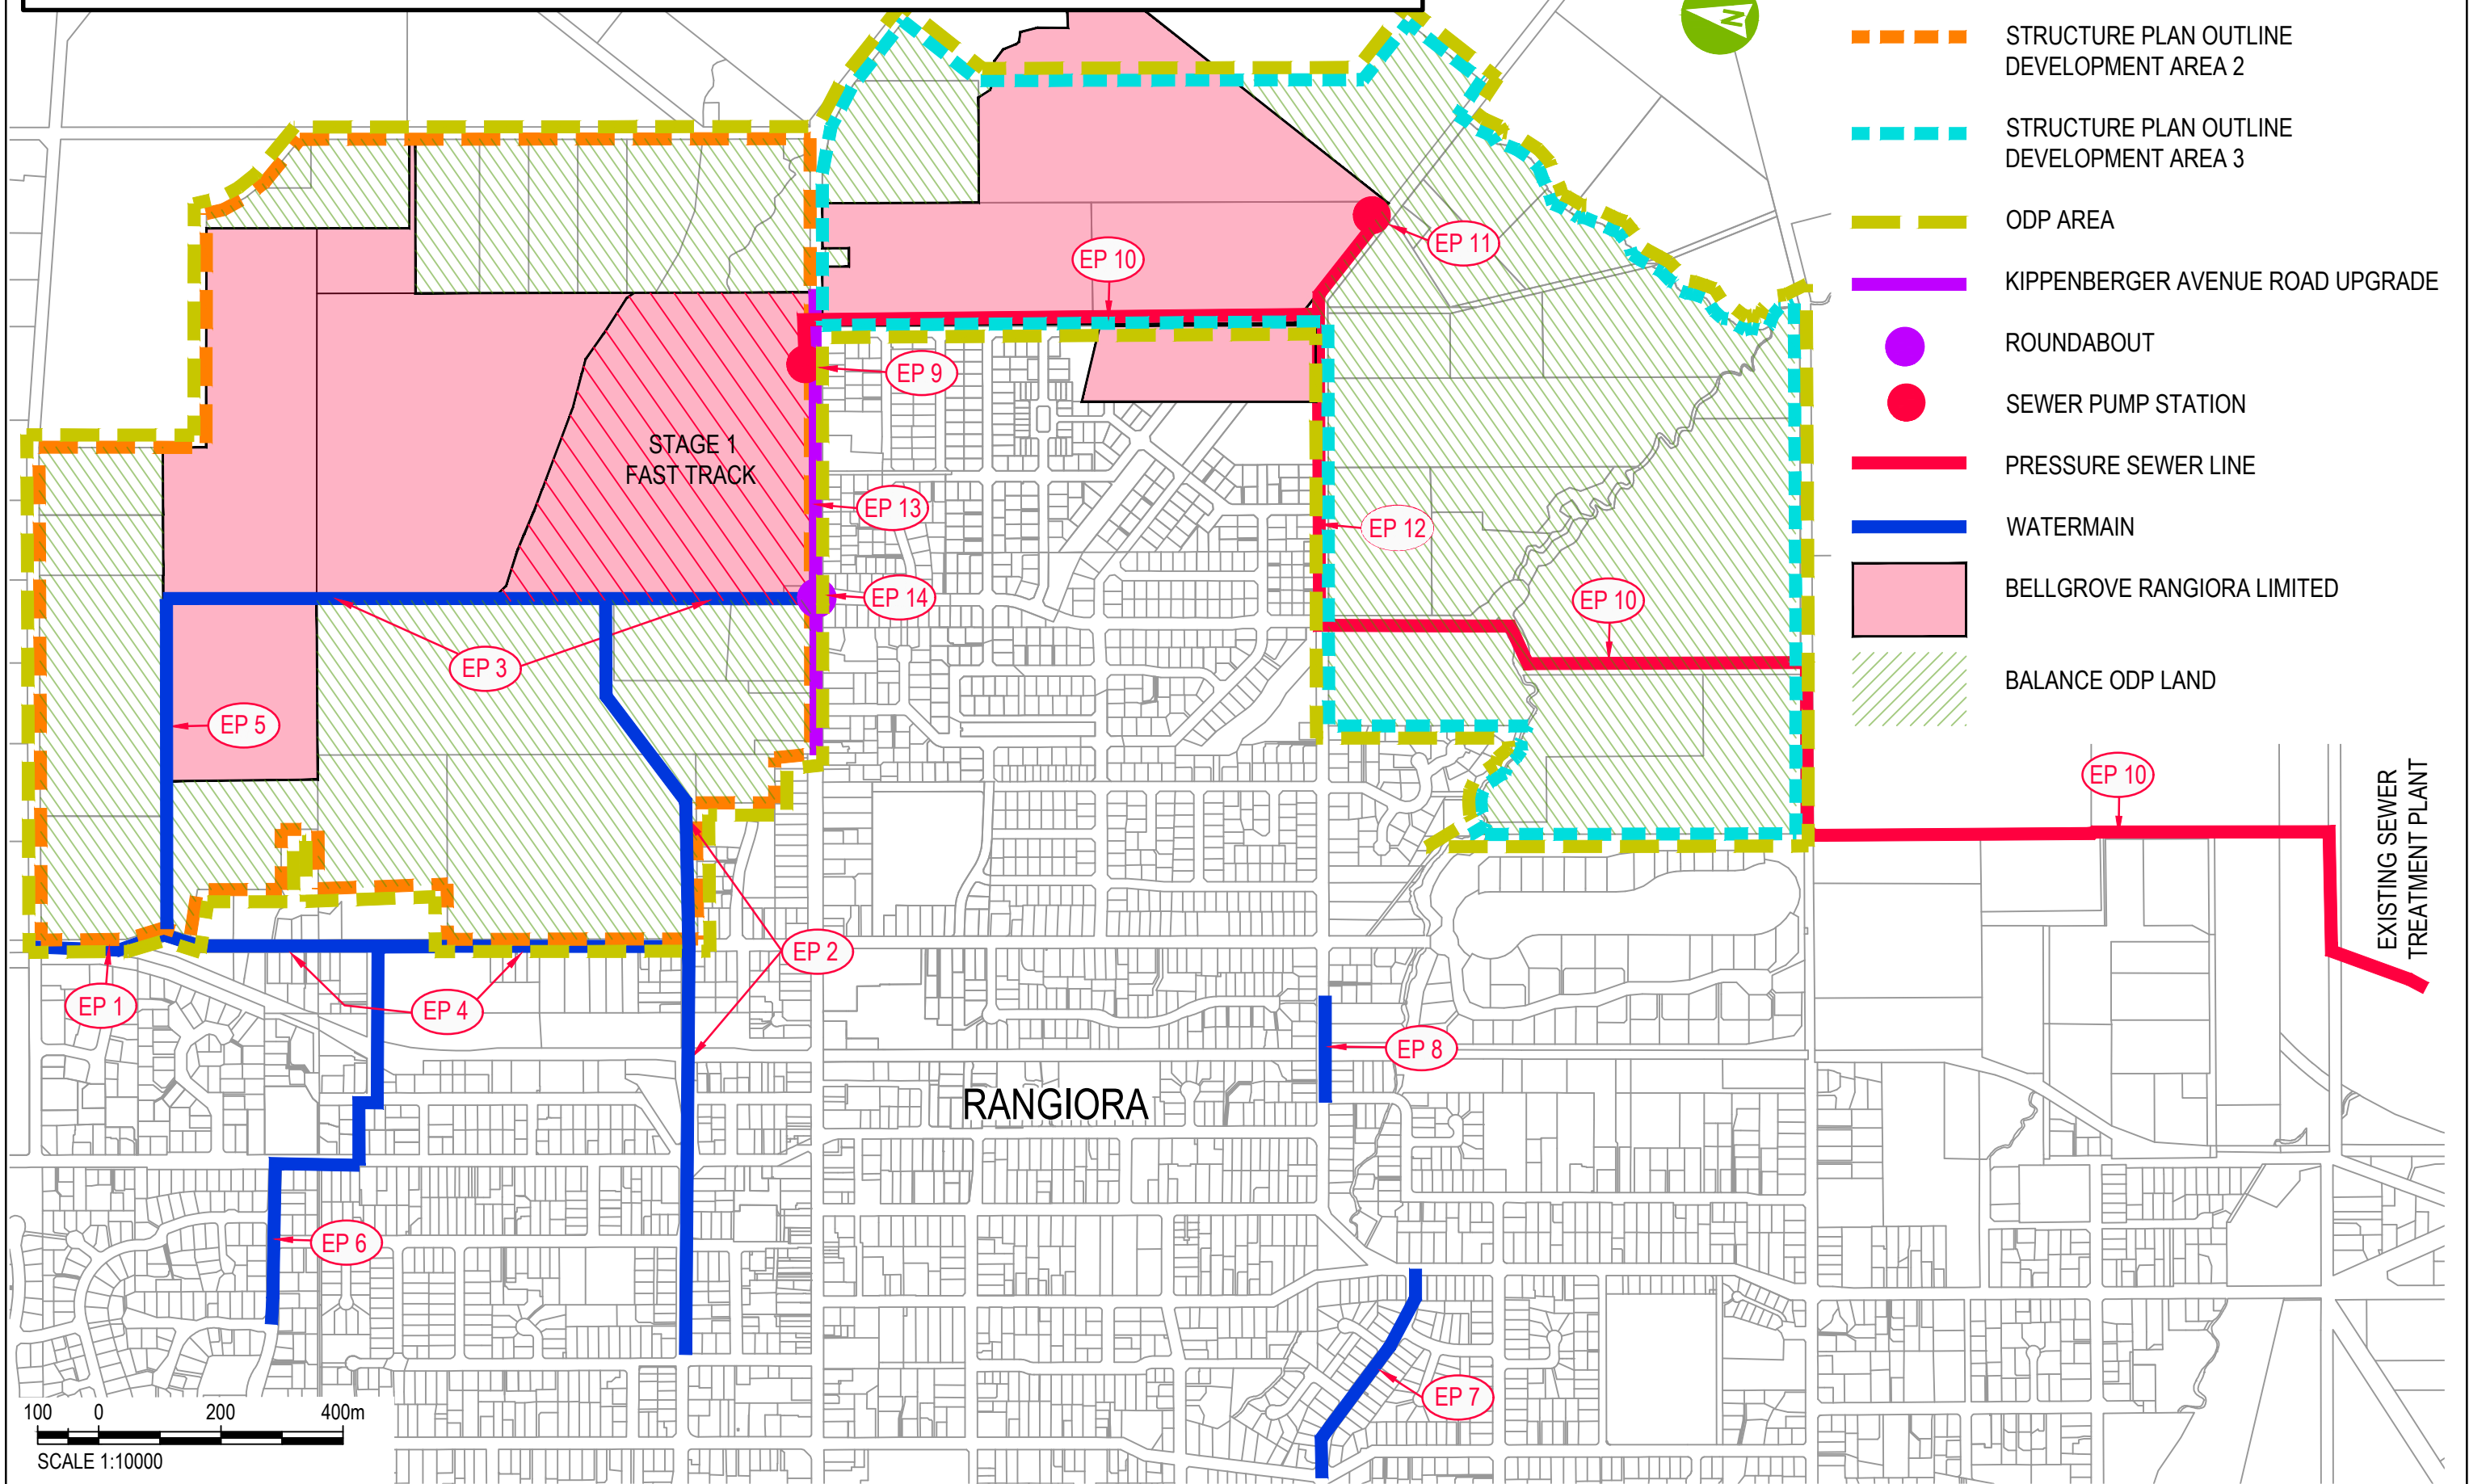 N
STRUCTURE PLAN OUTLINE
DEVELOPMENT AREA 2
STRUCTURE PLAN OUTLINE
DEVELOPMENT AREA 3
ODP AREA
KIPPENBERGER AVENUE ROAD UPGRADE
ROUNDABOUT
SEWER PUMP STATION
PRESSURE SEWER LINE
WATERMAIN
BELLGROVE RANGIORA LIMITED
BALANCE ODP LAND
EP 11
EP 10
EP 9
STAGE 1
FAST TRACK
EP 13
EP 12
EP 14
EP 10
EP 3
EP 5
EP 10
EXISTING SEWER
TREATMENT PLANT
EP 2
EP 1
EP 4
EP 8
RANGIORA
EP 6
EP 7
100 0 200 400m
SCALE 1:10000